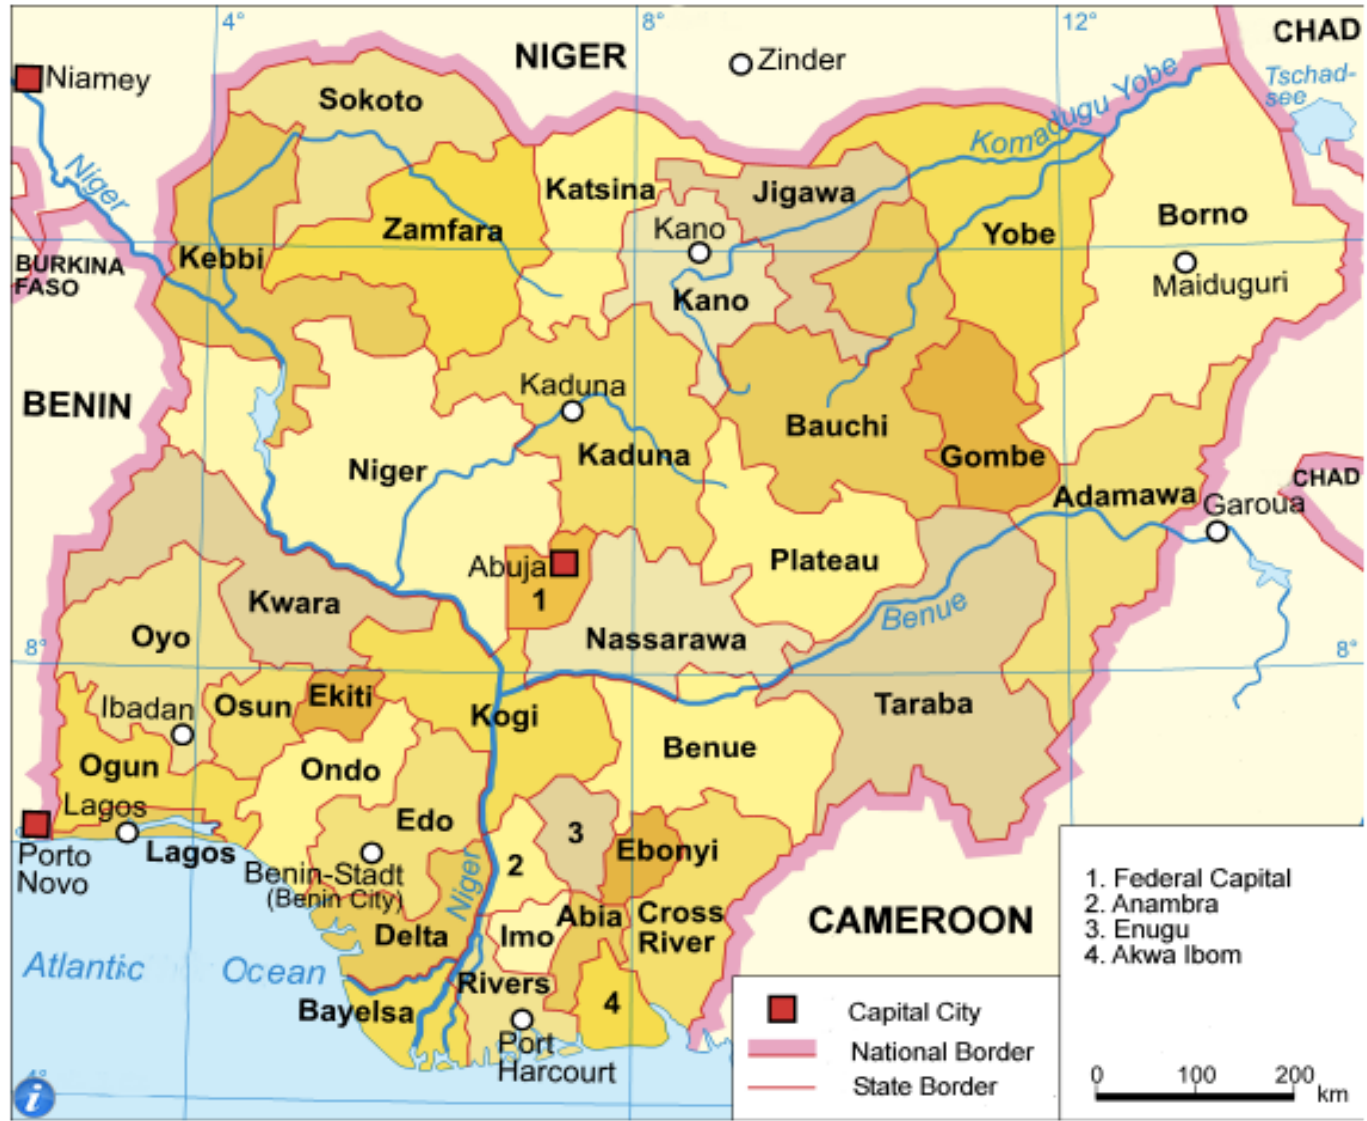 4°
8°
12°
CHAD
NIGER
Zinder
Niamey
Tschad-
see
Sokoto
Komadugu Yobe
Niger
Katsina
Jigawa
Zamfara
Kano
Yobe
Borno
Kebbi
BURKINA
FASO
Maiduguri
Kano
BENIN
Kaduna
Bauchi
Niger
Kaduna
Gombe
CHAD
Adamawa
Garoua
Abuja
1
Plateau
Kwara
Benue
Oyo
Nassarawa
8°
8°
Ekiti
Osun
Ibadan
Kogi
Taraba
Benue
Ogun
Ondo
Lagos
Edo
3
Porto
Novo
Lagos
2
Ebonyi
Benin-Stadt
(Benin City)
Niger
Abia
Cross
River
CAMEROON
Delta
Imo
Atlantic Ocean
Rivers
4
Bayelsa
Port
Harcourt
4°
i
1. Federal Capital
2. Anambra
3. Enugu
4. Akwa Ibom
Capital City
National Border
State Border
0 100 200
km